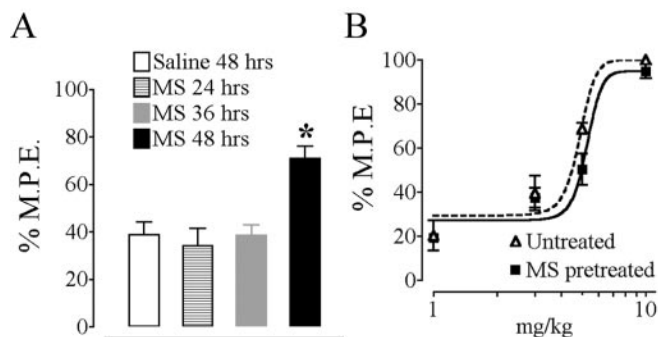 A
Saline 48 hrs
MS 24 hrs
MS 36 hrs
MS 48 hrs
% M.P.E.
100
80
60
40
20
0
*
B
% M.P.E
100
80
60
40
20
0
Untreated
MS pretreated
1 10
mg/kg